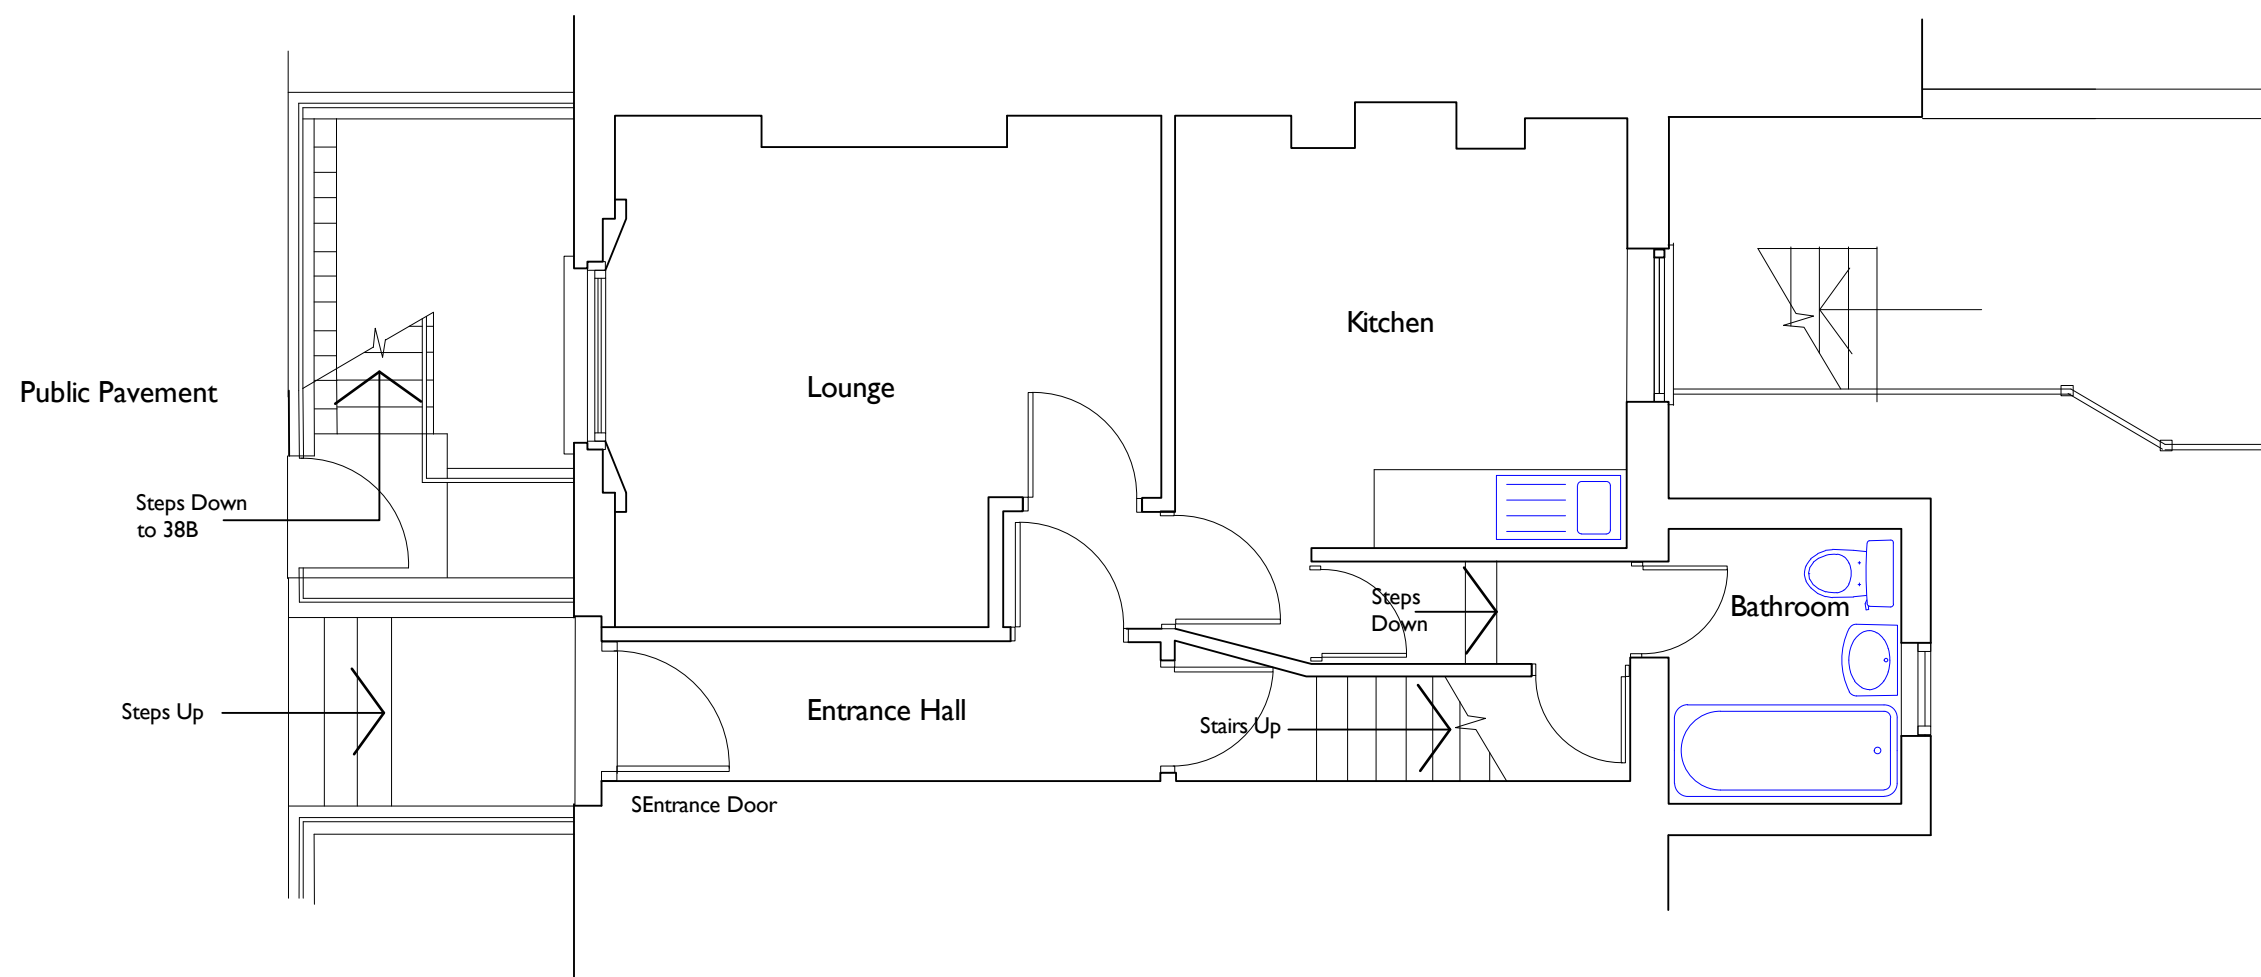 Kitchen
Lounge
Public Pavement
Steps Down
to 38B
Steps
Down
Bathroom
Steps Up
Entrance Hall
Stairs Up
SEntrance Door